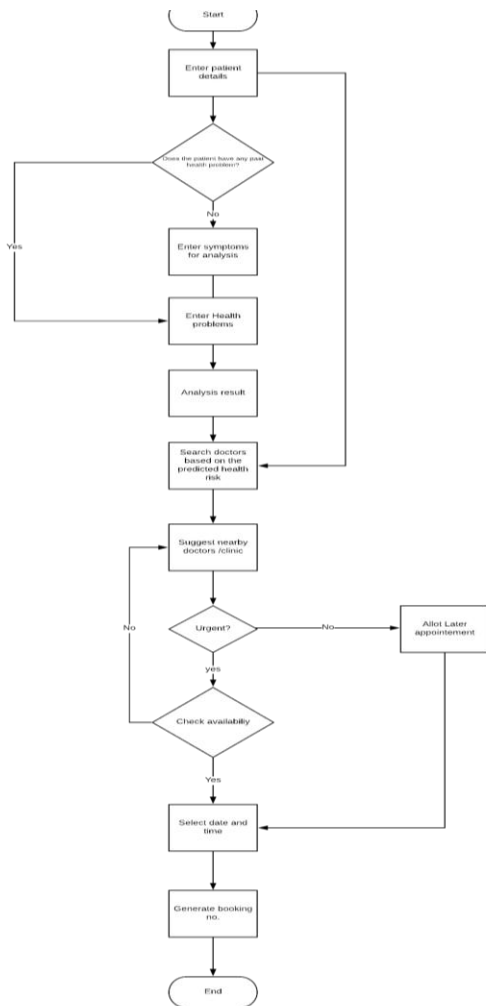 Start
Enter patient
details
Does the patient have any past
health problem?
No
Yes
Enter symptoms
for analysis
Enter Health
problems
Analysis result
Search doctors
based on the
predicted health
risk
Suggest nearby
doctors /clinic
No
Urgent?
No
Allot Later
appointement
yes
Check availabiliy
Yes
Select date and
time
Generate booking
no.
End